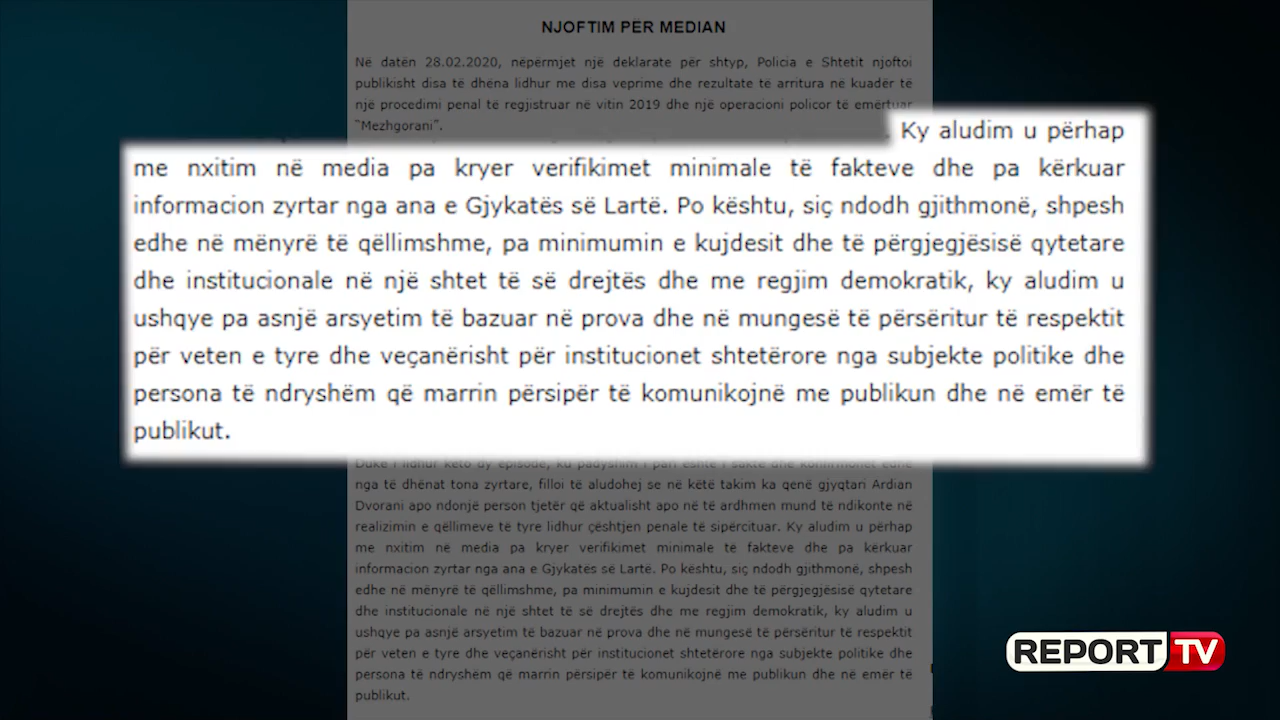 NJOFTIM PËR MEDIAN
Në datën 28.02.2020, nëpërmjet një deklarate për shtyp, Policia e Shtetit njoftoi
publikisht disa të dhëna lidhur me disa veprime dhe rezultate të arritura në kuadër të
një procedimi penal të regjistruar në vitin 2019 dhe një operacioni policor të emërtuar
“Mezhgorani”.
. Ky aludim u përhap
me nxitim në media pa kryer verifikimet minimale të fakteve dhe pa kërkuar
informacion zyrtar nga ana e Gjykatës së Lartë. Po kështu, siç ndodh gjithmonë, shpesh
edhe në mënyrë të qëllimshme, pa minimumin e kujdesit dhe të përgjegjësisë qytetare
dhe institucionale në një shtet të së drejtës dhe me regjim demokratik, ky aludim u
ushqye pa asnjë arsyetim të bazuar në prova dhe në mungesë të përsëritur të respektit
për veten e tyre dhe veçanërisht për institucionet shtetërore nga subjekte politike dhe
persona të ndryshëm që marrin përsipër të komunikojnë me publikun dhe në emër të
publikut.
Duke i lidhur këto dy episode, ku padyshim i pari është i saktë dhe konfirmohet edhe
nga të dhënat tona zyrtare, filloi të aludohej se në këtë takim ka qenë gjyqtari Ardian
Dvorani apo ndonjë person tjetër që aktualisht apo në të ardhmen mund të ndikonte në
realizimin e qëllimeve të tyre lidhur çështjen penale të sipërcituar. Ky aludim u përhap
me nxitim në media pa kryer verifikimet minimale të fakteve dhe pa kërkuar
informacion zyrtar nga ana e Gjykatës së Lartë. Po kështu, siç ndodh gjithmonë, shpesh
edhe në mënyrë të qëllimshme, pa minimumin e kujdesit dhe të përgjegjësisë qytetare
dhe institucionale në një shtet të së drejtës dhe me regjim demokratik, ky aludim u
ushqye pa asnjë arsyetim të bazuar në prova dhe në mungesë të përsëritur të respektit
për veten e tyre dhe veçanërisht për institucionet shtetërore nga subjekte politike dhe
persona të ndryshëm që marrin përsipër të komunikojnë me publikun dhe në emër të
publikut.
REPORT TV